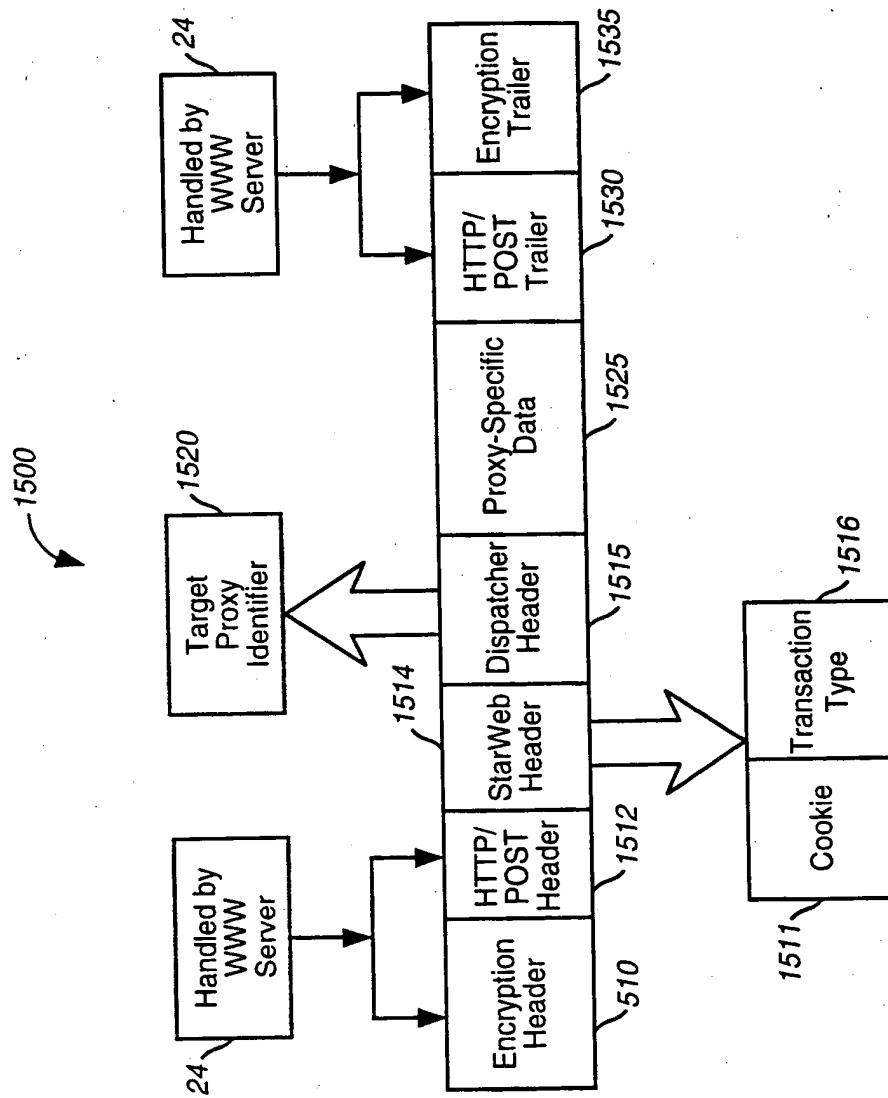 1500
Handled by
WWW
Server
24
Target
Proxy
Identifier
1520
Handled by
WWW
Server
24
Encryption
Header
510
HTTP/
POST
Header
1512
StarWeb
Header
1514
Dispatcher
Header
1515
Proxy-Specific
Data
1525
HTTP/
POST
Trailer
1530
Encryption
Trailer
1535
Cookie
1511
Transaction
Type
1516